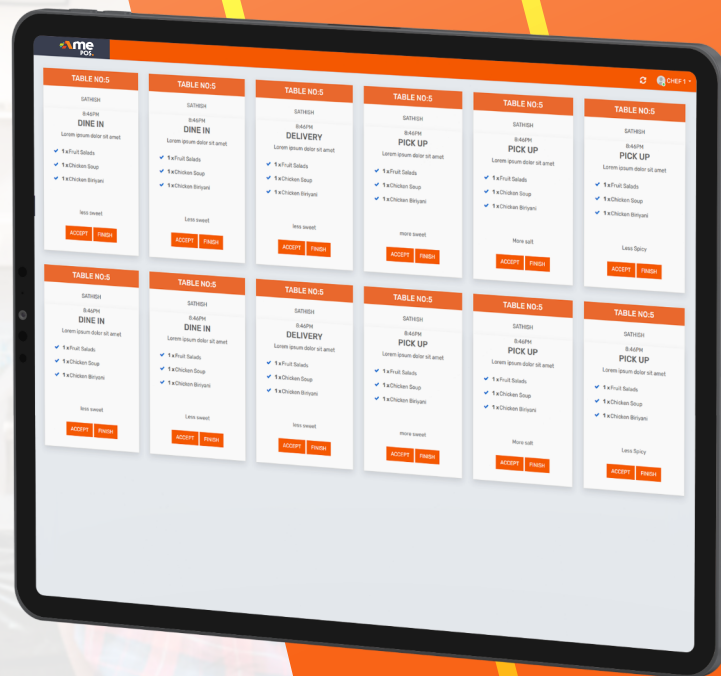 Ame
POS.
CHEF 1
TABLE NO:5
SATHISH
8:46PM
DINE IN
Lorem ipsum dolor sit amet
1 x Fruit Salads
1 x Chicken Soup
1 x Chicken Biriyani
less sweet
ACCEPT FINISH
TABLE NO:5
SATHISH
8:46PM
DINE IN
Lorem ipsum dolor sit amet
1 x Fruit Salads
1 x Chicken Soup
1 x Chicken Biriyani
Less sweet
ACCEPT FINISH
TABLE NO:5
SATHISH
8:46PM
DELIVERY
Lorem ipsum dolor sit amet
1 x Fruit Salads
1 x Chicken Soup
1 x Chicken Biriyani
less sweet
ACCEPT FINISH
TABLE NO:5
SATHISH
8:46PM
PICK UP
Lorem ipsum dolor sit amet
1 x Fruit Salads
1 x Chicken Soup
1 x Chicken Biriyani
more sweet
ACCEPT FINISH
TABLE NO:5
SATHISH
8:46PM
PICK UP
Lorem ipsum dolor sit amet
1 x Fruit Salads
1 x Chicken Soup
1 x Chicken Biriyani
More salt
ACCEPT FINISH
TABLE NO:5
SATHISH
8:46PM
PICK UP
Lorem ipsum dolor sit amet
1 x Fruit Salads
1 x Chicken Soup
1 x Chicken Biriyani
Less Spicy
ACCEPT FINISH
TABLE NO:5
SATHISH
8:46PM
DINE IN
Lorem ipsum dolor sit amet
1 x Fruit Salads
1 x Chicken Soup
1 x Chicken Biriyani
less sweet
ACCEPT FINISH
TABLE NO:5
SATHISH
8:46PM
DINE IN
Lorem ipsum dolor sit amet
1 x Fruit Salads
1 x Chicken Soup
1 x Chicken Biriyani
Less sweet
ACCEPT FINISH
TABLE NO:5
SATHISH
8:46PM
DELIVERY
Lorem ipsum dolor sit amet
1 x Fruit Salads
1 x Chicken Soup
1 x Chicken Biriyani
less sweet
ACCEPT FINISH
TABLE NO:5
SATHISH
8:46PM
PICK UP
Lorem ipsum dolor sit amet
1 x Fruit Salads
1 x Chicken Soup
1 x Chicken Biriyani
more sweet
ACCEPT FINISH
TABLE NO:5
SATHISH
8:46PM
PICK UP
Lorem ipsum dolor sit amet
1 x Fruit Salads
1 x Chicken Soup
1 x Chicken Biriyani
More salt
ACCEPT FINISH
TABLE NO:5
SATHISH
8:46PM
PICK UP
Lorem ipsum dolor sit amet
1 x Fruit Salads
1 x Chicken Soup
1 x Chicken Biriyani
Less Spicy
ACCEPT FINISH